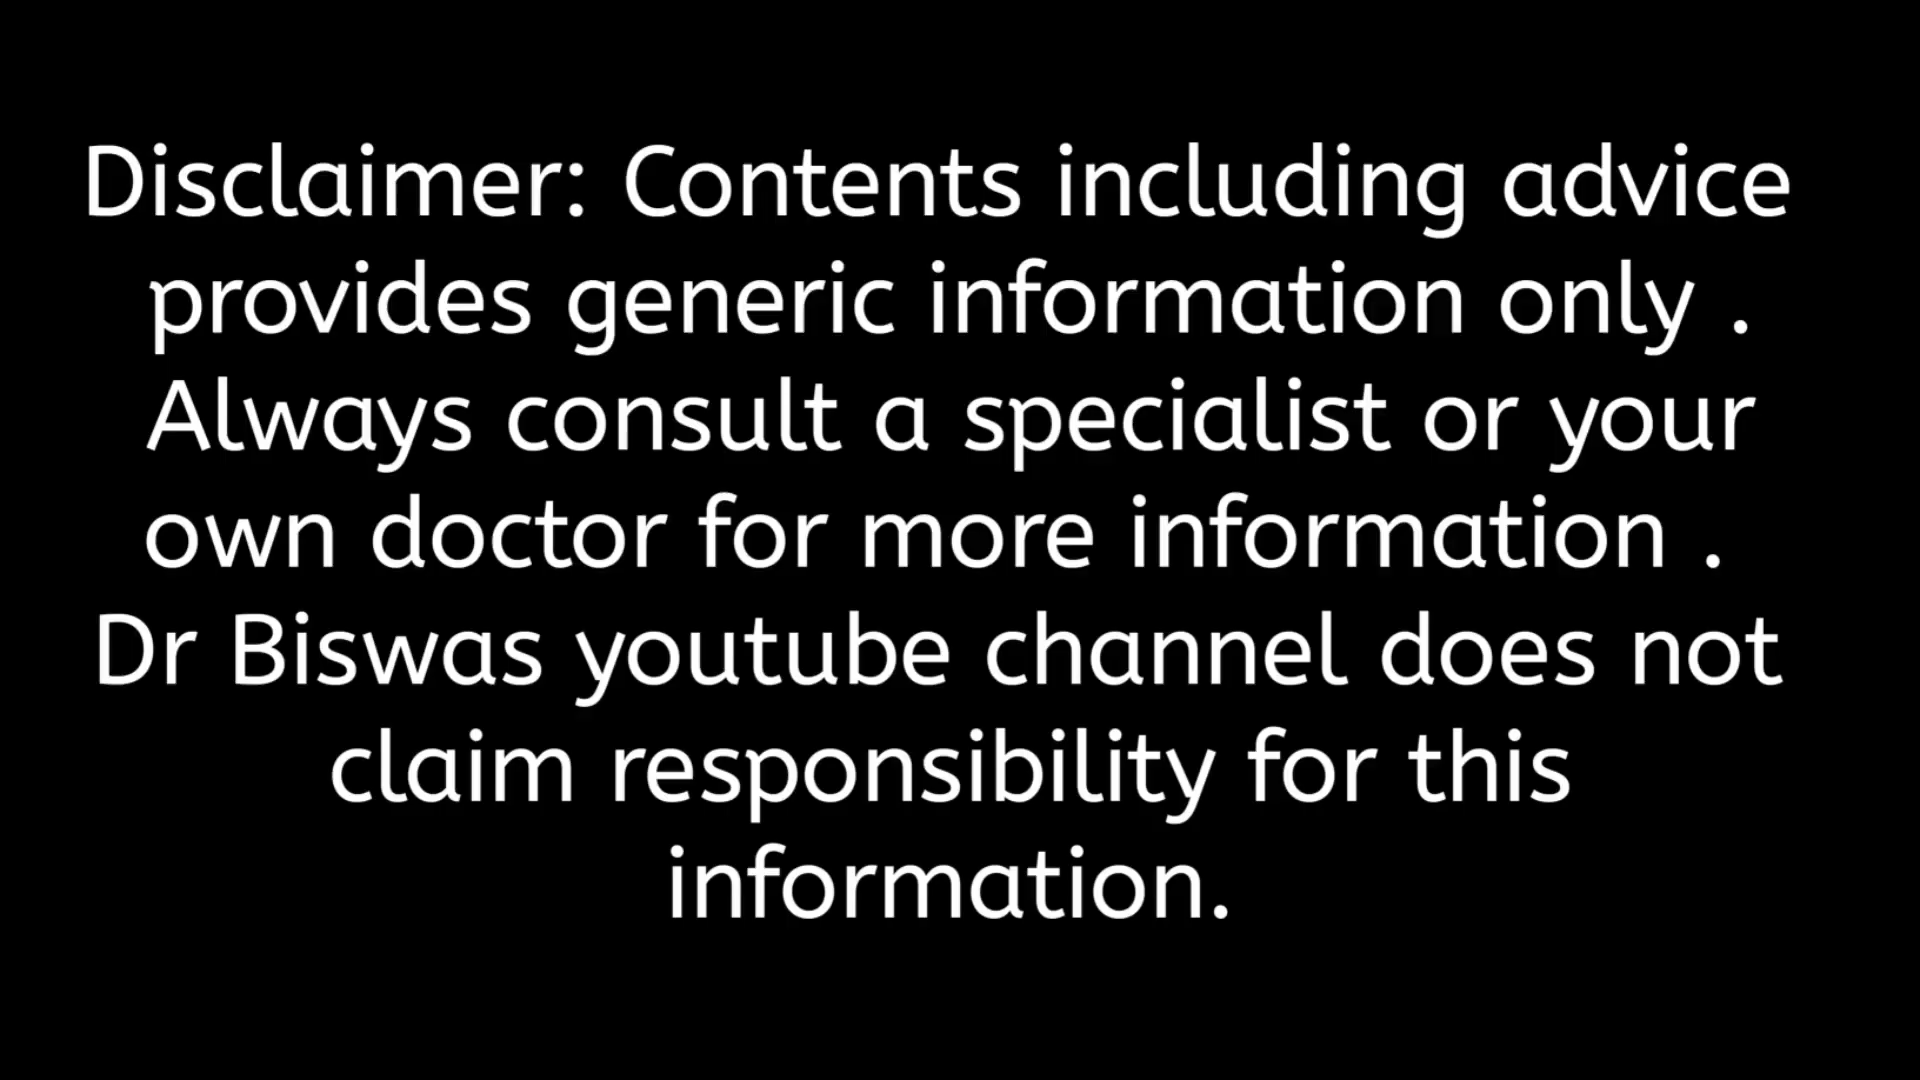 Disclaimer: Contents including advice
provides generic information only .
Always consult a specialist or your
own doctor for more information .
Dr Biswas youtube channel does not
claim responsibility for this
information.